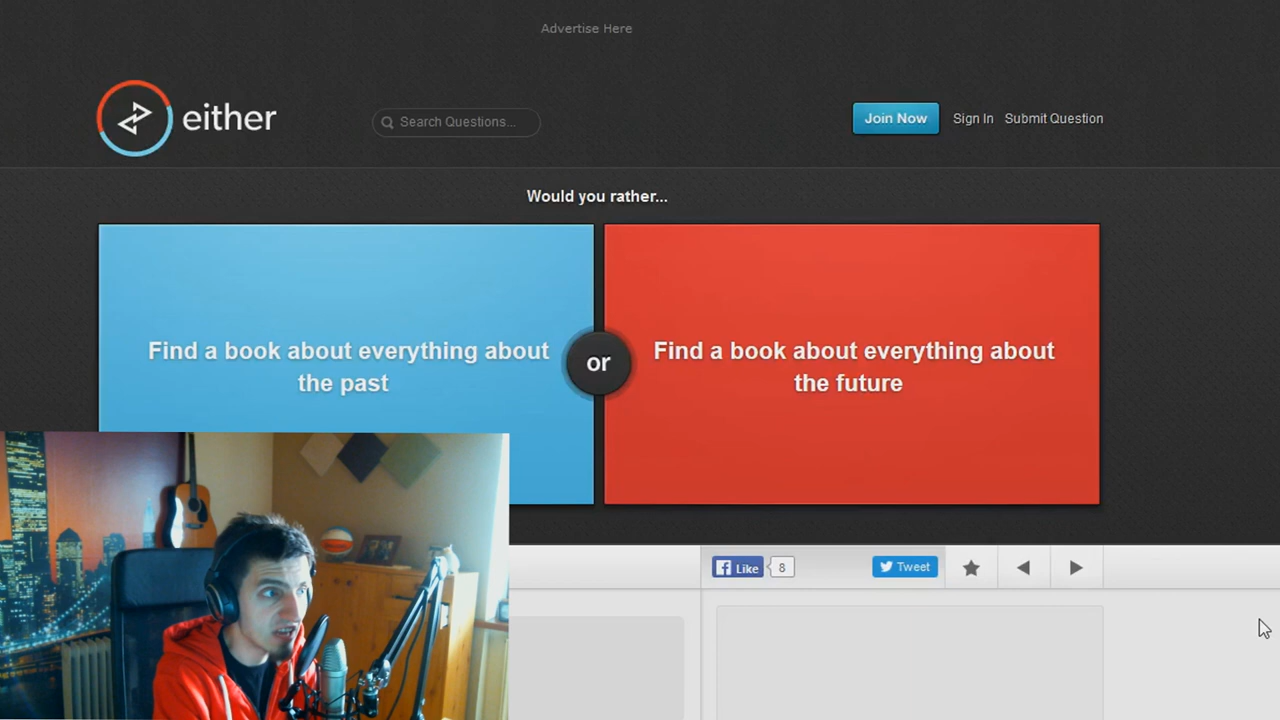 Advertise Here
either
Search Questions...
Join Now
Sign In
Submit Question
Would you rather...
Find a book about everything about
the past
or
Find a book about everything about
the future
Like
8
Tweet